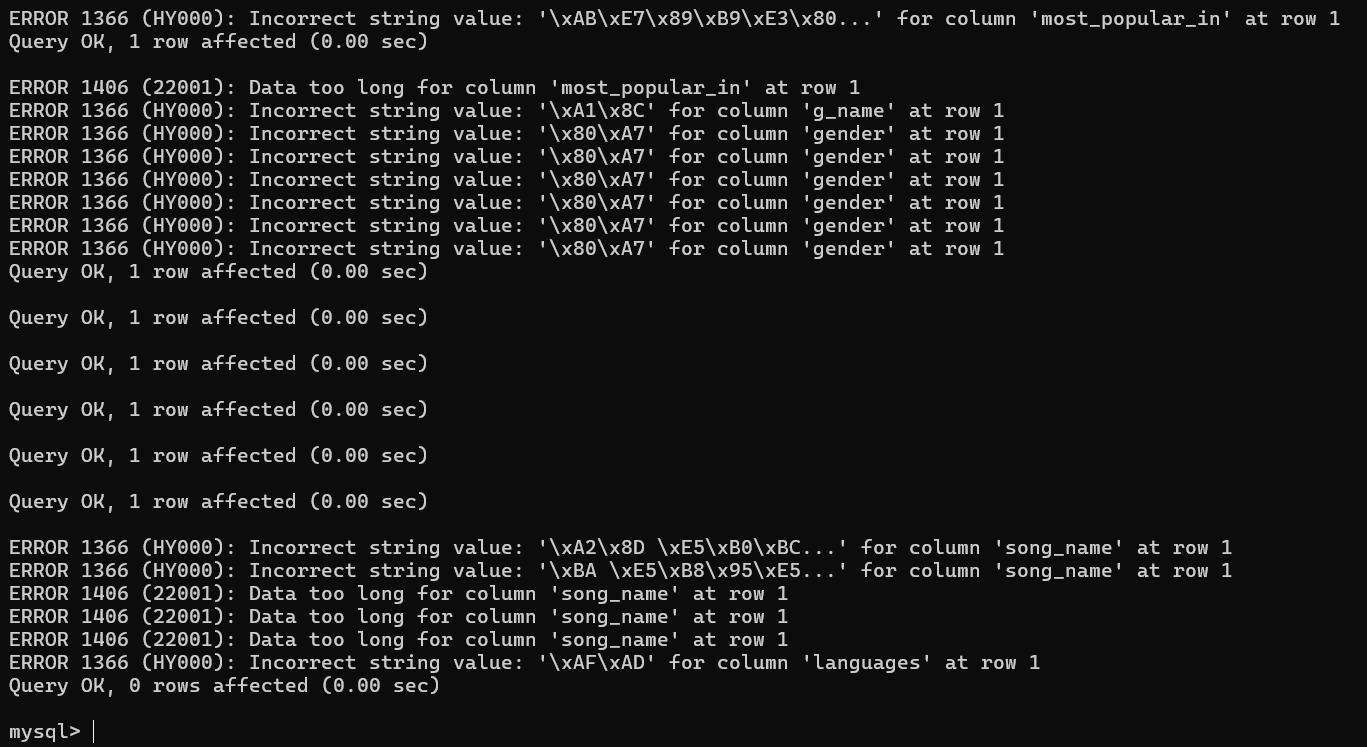 ERROR 1366 (HY000): Incorrect string value: '\xAB\xE7\x89\xB9\xE3\x80...' for column 'most_popular_in' at row 1
Query OK, 1 row affected (0.00 sec)
ERROR 1406 (22001): Data too long for column 'most_popular_in' at row 1
ERROR 1366 (HY000): Incorrect string value: '\xA1\x8C' for column 'g_name' at row 1
ERROR 1366 (HY000): Incorrect string value: '\x80\xA7' for column 'gender' at row 1
ERROR 1366 (HY000): Incorrect string value: '\x80\xA7' for column 'gender' at row 1
ERROR 1366 (HY000): Incorrect string value: '\x80\xA7' for column 'gender' at row 1
ERROR 1366 (HY000): Incorrect string value: '\x80\xA7' for column 'gender' at row 1
ERROR 1366 (HY000): Incorrect string value: '\x80\xA7' for column 'gender' at row 1
ERROR 1366 (HY000): Incorrect string value: '\x80\xA7' for column 'gender' at row 1
Query OK, 1 row affected (0.00 sec)
Query OK, 1 row affected (0.00 sec)
Query OK, 1 row affected (0.00 sec)
Query OK, 1 row affected (0.00 sec)
Query OK, 1 row affected (0.00 sec)
Query OK, 1 row affected (0.00 sec)
ERROR 1366 (HY000): Incorrect string value: '\xA2\x8D \xE5\xB0\xBC...' for column 'song_name' at row 1
ERROR 1366 (HY000): Incorrect string value: '\xBA \xE5\xB8\x95\xE5...' for column 'song_name' at row 1
ERROR 1406 (22001): Data too long for column 'song_name' at row 1
ERROR 1406 (22001): Data too long for column 'song_name' at row 1
ERROR 1406 (22001): Data too long for column 'song_name' at row 1
ERROR 1366 (HY000): Incorrect string value: '\xAF\xAD' for column 'languages' at row 1
Query OK, 0 rows affected (0.00 sec)
mysql>